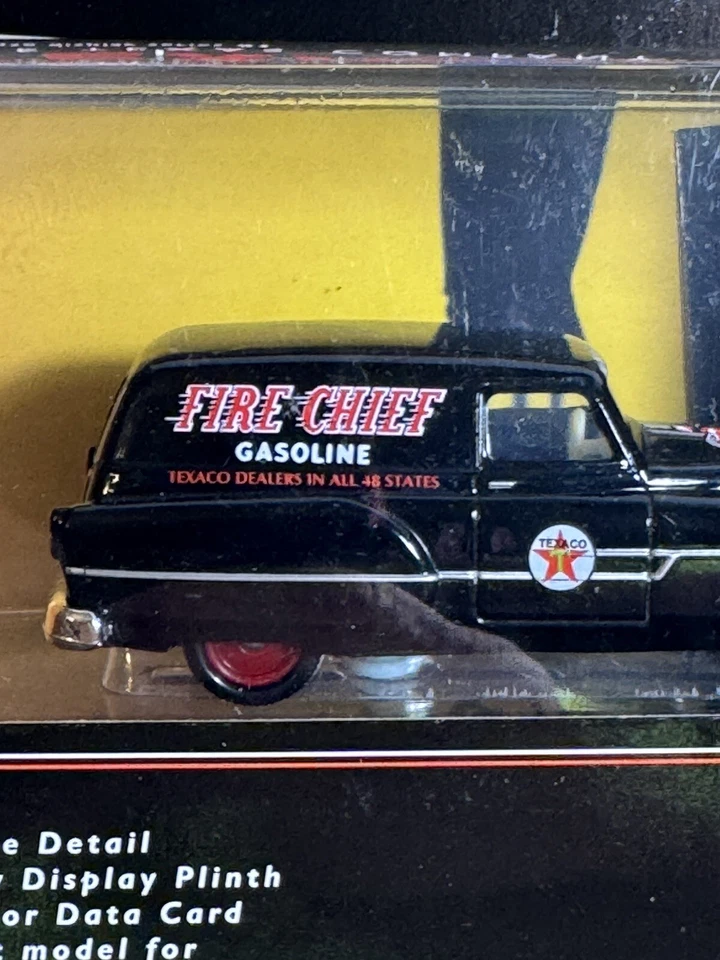 FIRE CHIEF
GASOLINE
TEXACO DEALERS IN ALL 48 STATES
TEXACO
T
e Detail
y Display Plinth
or Data Card
model for